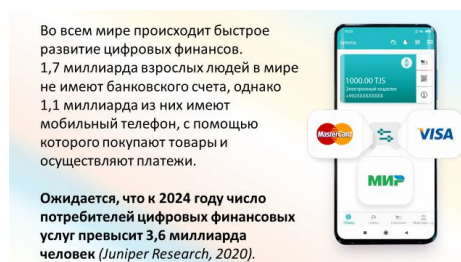 Во всем мире происходит быстрое
развитие цифровых финансов.
1,7 миллиарда взрослых людей в мире
не имеют банковского счета, однако
1,1 миллиарда из них имеют
мобильный телефон, с помощью
которого покупают товары и
осуществляют платежи.
Ожидается, что к 2024 году число
потребителей цифровых финансовых
услуг превысит 3,6 миллиарда
человек (Juniper Research, 2020).
1000.00 TJS
Электронный кошелек
MasterCard
VISA
МИР